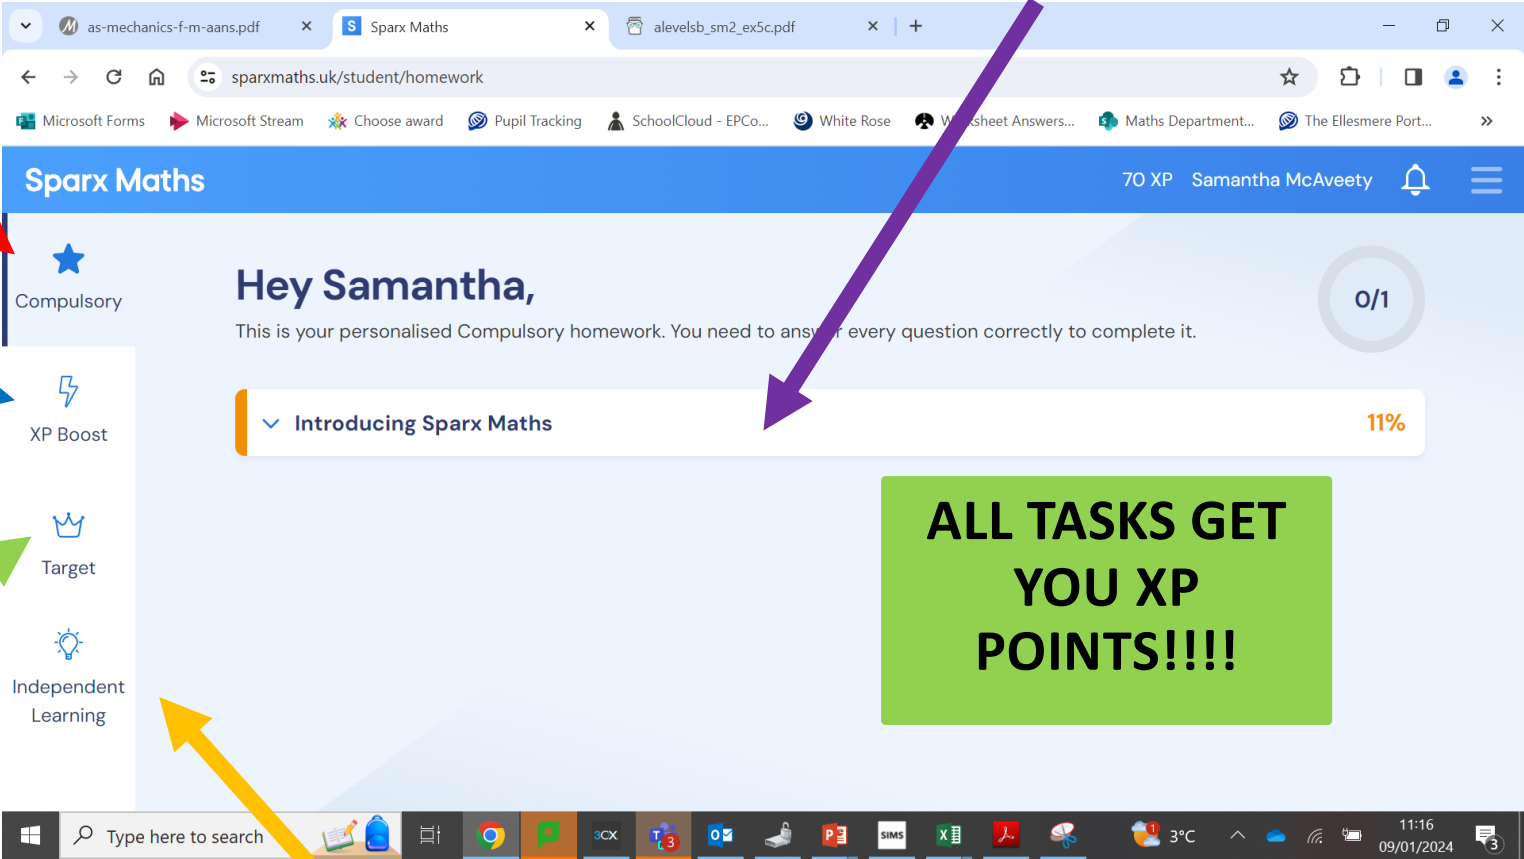 as-mechanics-f-m-aans.pdf
Sparx Maths
alevelsb_sm2_ex5c.pdf
sparxmaths.uk/student/homework
Microsoft Forms
Microsoft Stream
Choose award
Pupil Tracking
SchoolCloud - EPCo...
White Rose
Answers...
Maths Department...
The Ellesmere Port...
Sparx Maths
70 XP Samantha McAveety
Compulsory
Hey Samantha,
0/1
This is your personalised Compulsory homework. You need to answer every question correctly to complete it.
XP Boost
Introducing Sparx Maths
11%
ALL TASKS GET
YOU XP
POINTS!!!!
Target
Independent
Learning
Type here to search
3CX
SIMS
3°C
11:16
09/01/2024